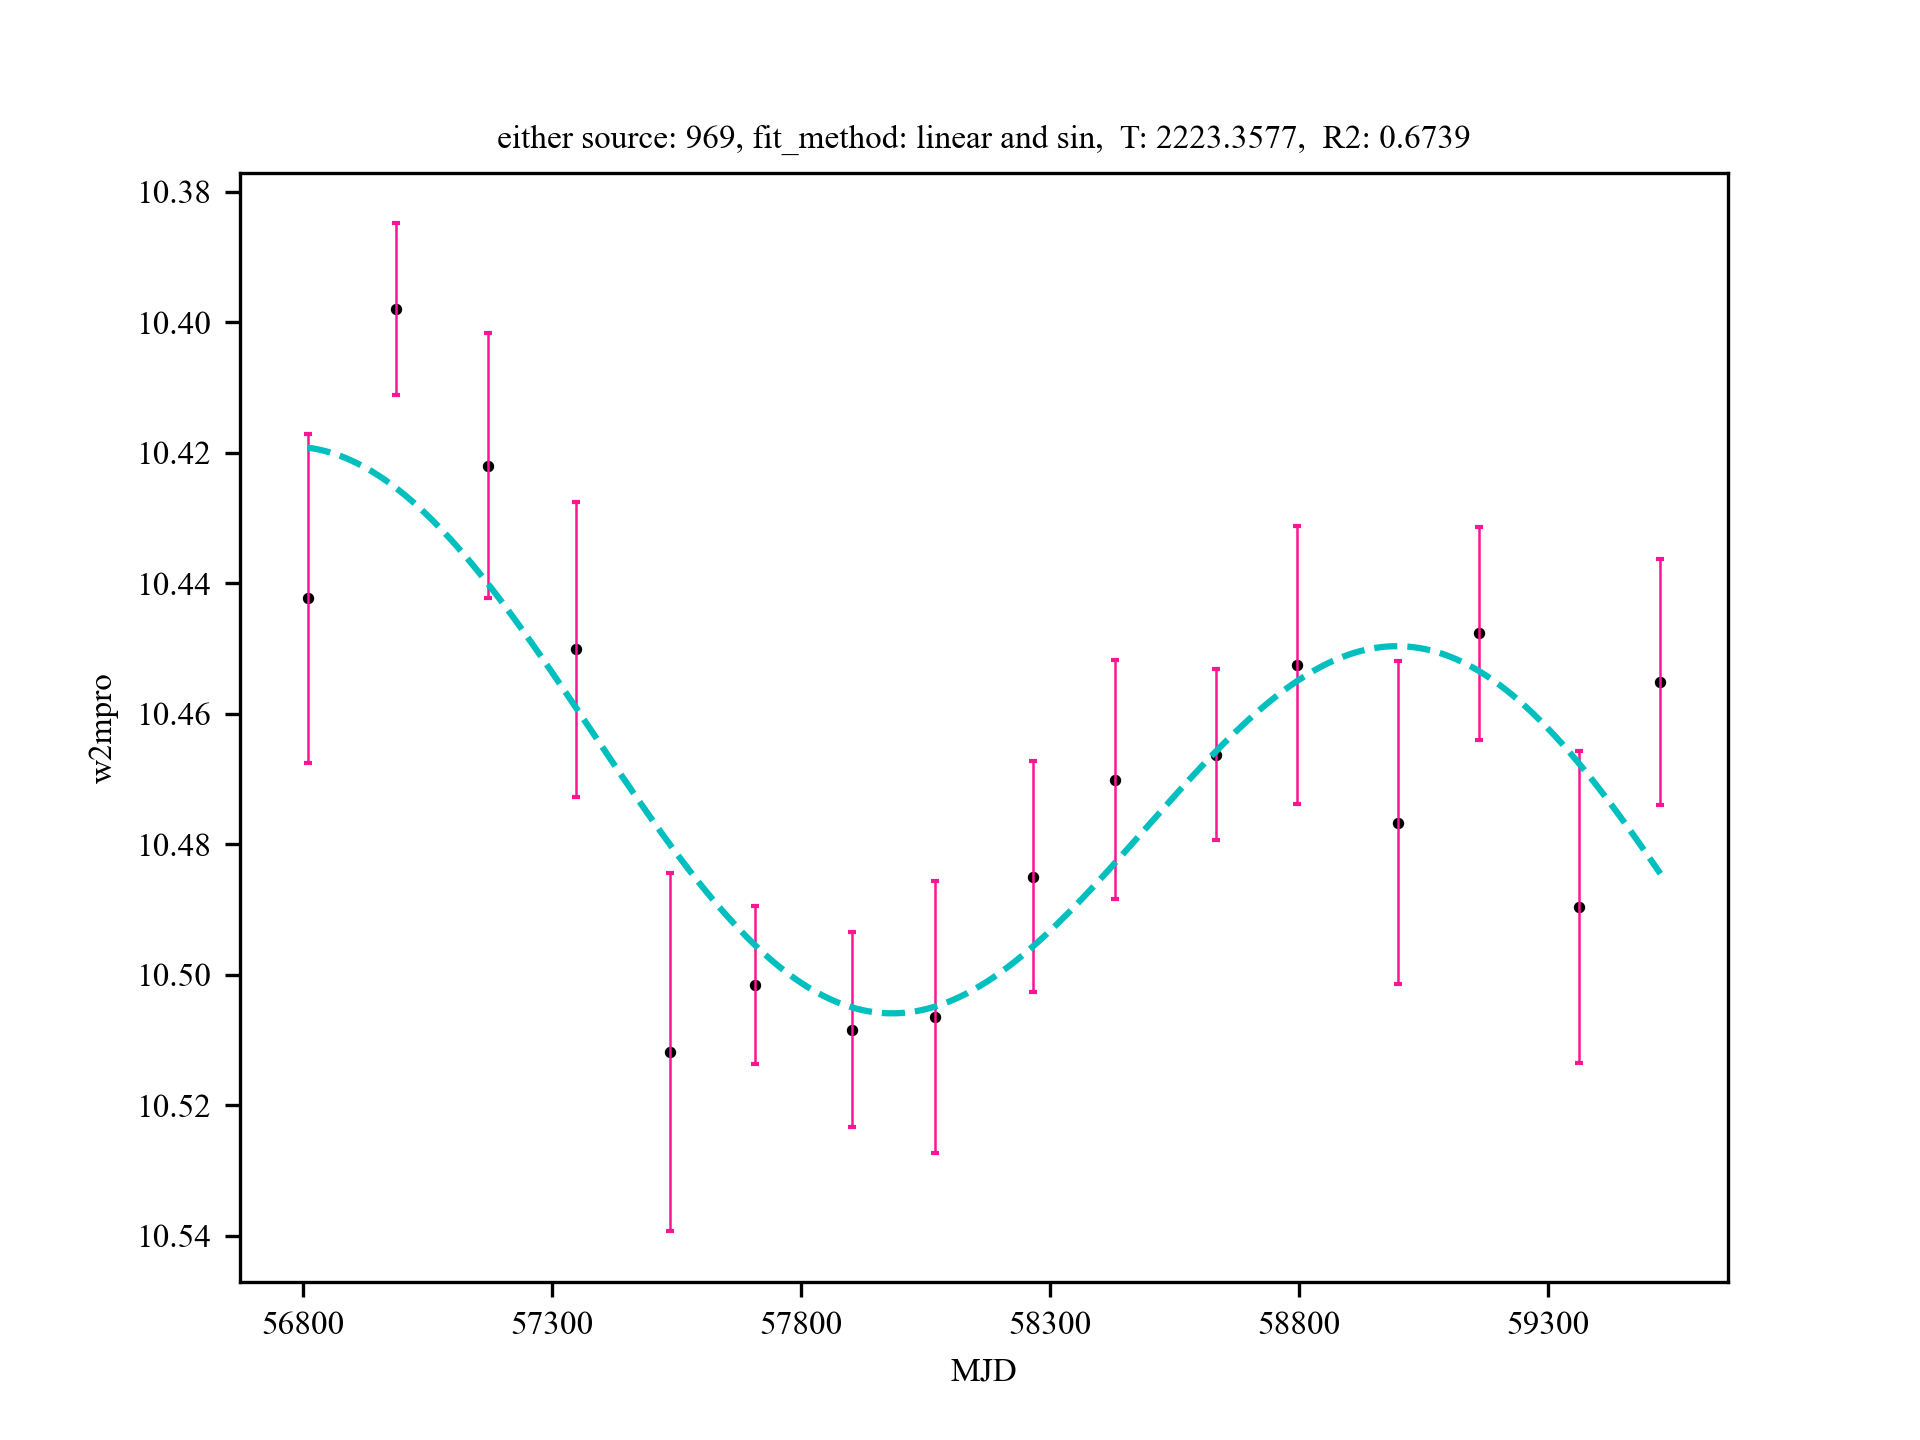 either source: 969, fit_method: linear and sin,  T: 2223.3577,  R2: 0.6739
10.38
10.40
10.42
10.44
10.46
10.48
10.50
10.52
10.54
w2mpro
56800 57300 57800 58300 58800 59300
MJD